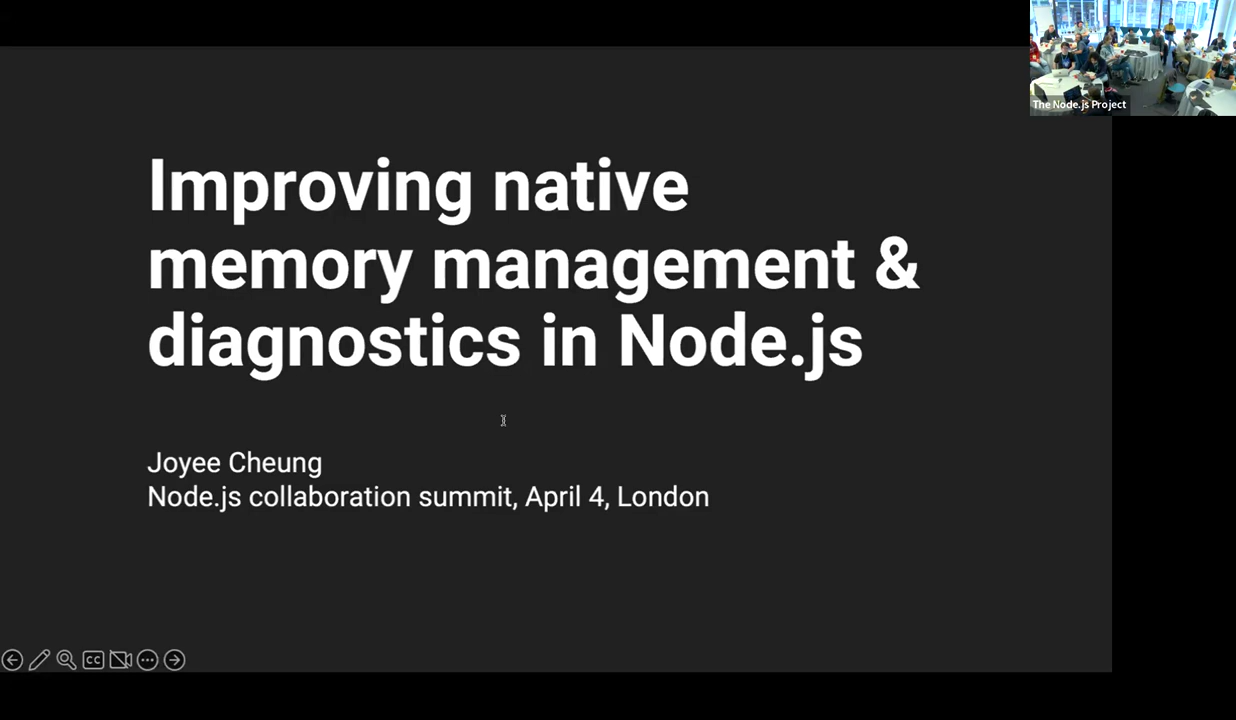 The Node.js Project
Improving native
memory management &
diagnostics in Node.js
Joyee Cheung
Node.js collaboration summit, April 4, London
CC